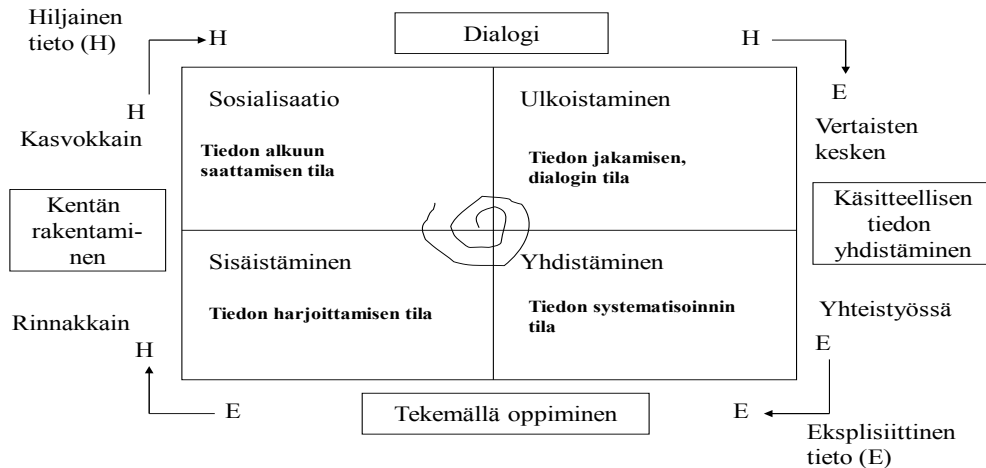 Hiljainen
tieto (H)
H
Dialogi
H
H
E
Kasvokkain
Sosialisaatio
Ulkoistaminen
Vertaisten
kesken
Tiedon alkuun
saattamisen tila
Tiedon jakamisen,
dialogin tila
Kentän
rakentami-
nen
Käsitteellisen
tiedon
yhdistäminen
Sisäistäminen
Yhdistäminen
Tiedon harjoittamisen tila
Tiedon systematisoinnin
tila
Rinnakkain
Yhteistyössä
H
E
E
Tekemällä oppiminen
E
Eksplisiittinen
tieto (E)